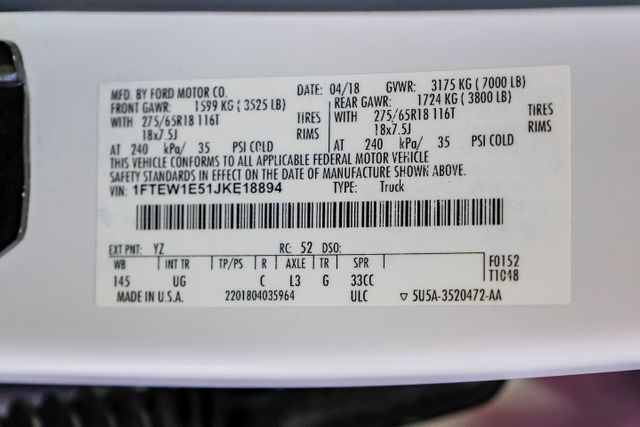 MFD. BY FORD MOTOR CO. DATE: 04/18 GVWR: 3175 KG ( 7000 LB)
FRONT GAWR: 1599 KG ( 3525 LB) REAR GAWR: 1724 KG ( 3800 LB)
WITH 275/65R18 116T TIRES WITH 275/65R18 116T TIRES
18x7.5J RIMS 18x7.5J RIMS
AT 240 kPa/ 35 PSI COLD AT 240 kPa/ 35 PSI COLD
THIS VEHICLE CONFORMS TO ALL APPLICABLE FEDERAL MOTOR VEHICLE
SAFETY STANDARDS IN EFFECT ON THE DATE OF MANUFACTURE SHOWN ABOVE.
VIN: 1FTEW1E51JKE18894 TYPE: Truck
EXT PNT: YZ RC: 52 DSO:
WB INT TR TP/PS R AXLE TR SPR F0152
145 UG C L3 G 33CC T1048
MADE IN U.S.A. 2201804035964 ULC ▽ 5U5A-3520472-AA